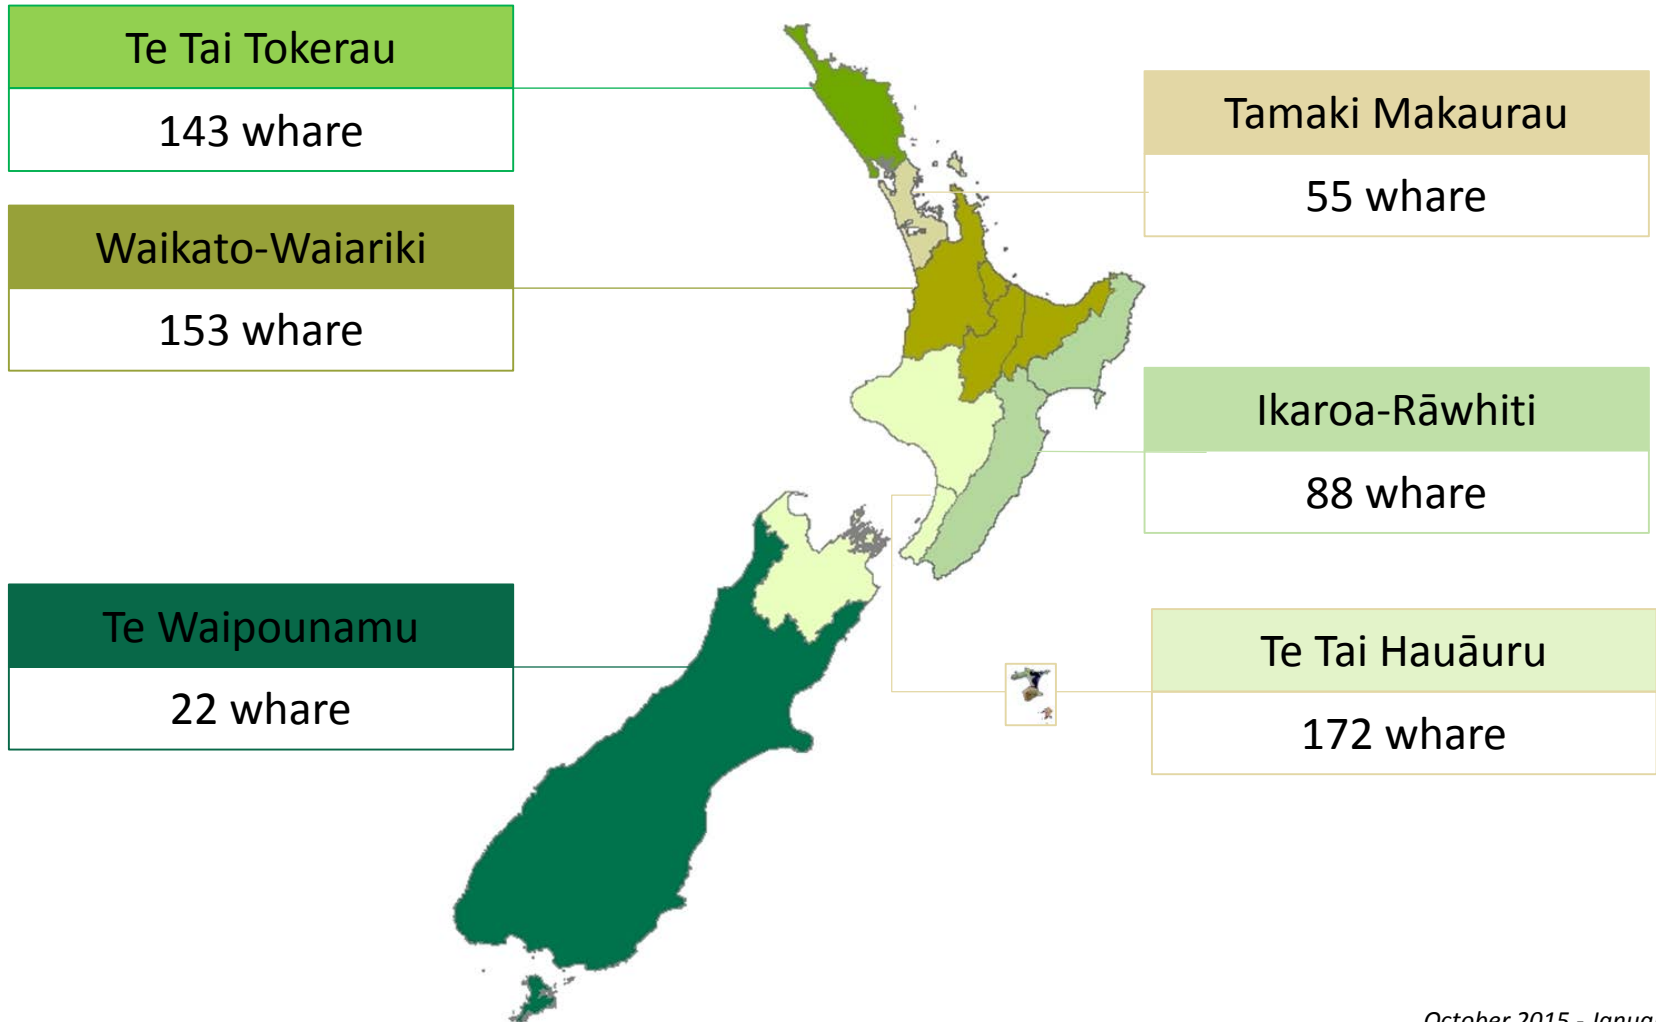 Te Tai Tokerau
143 whare
Tamaki Makaurau
55 whare
Waikato-Waiariki
153 whare
Ikaroa-Rāwhiti
88 whare
Te Waipounamu
22 whare
Te Tai Hauāuru
172 whare
October 2015 - Januar